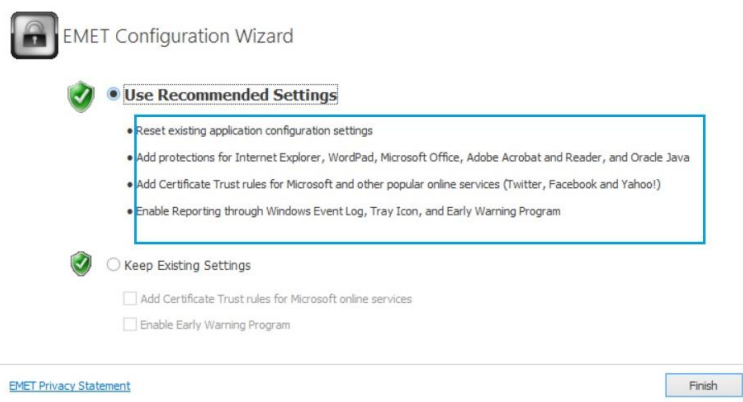 EMET Configuration Wizard
Use Recommended Settings
• Reset existing application configuration settings
• Add protections for Internet Explorer, WordPad, Microsoft Office, Adobe Acrobat and Reader, and Oracle Java
• Add Certificate Trust rules for Microsoft and other popular online services (Twitter, Facebook and Yahoo!)
• Enable Reporting through Windows Event Log, Tray Icon, and Early Warning Program
Keep Existing Settings
Add Certificate Trust rules for Microsoft online services
Enable Early Warning Program
EMET Privacy Statement
Finish